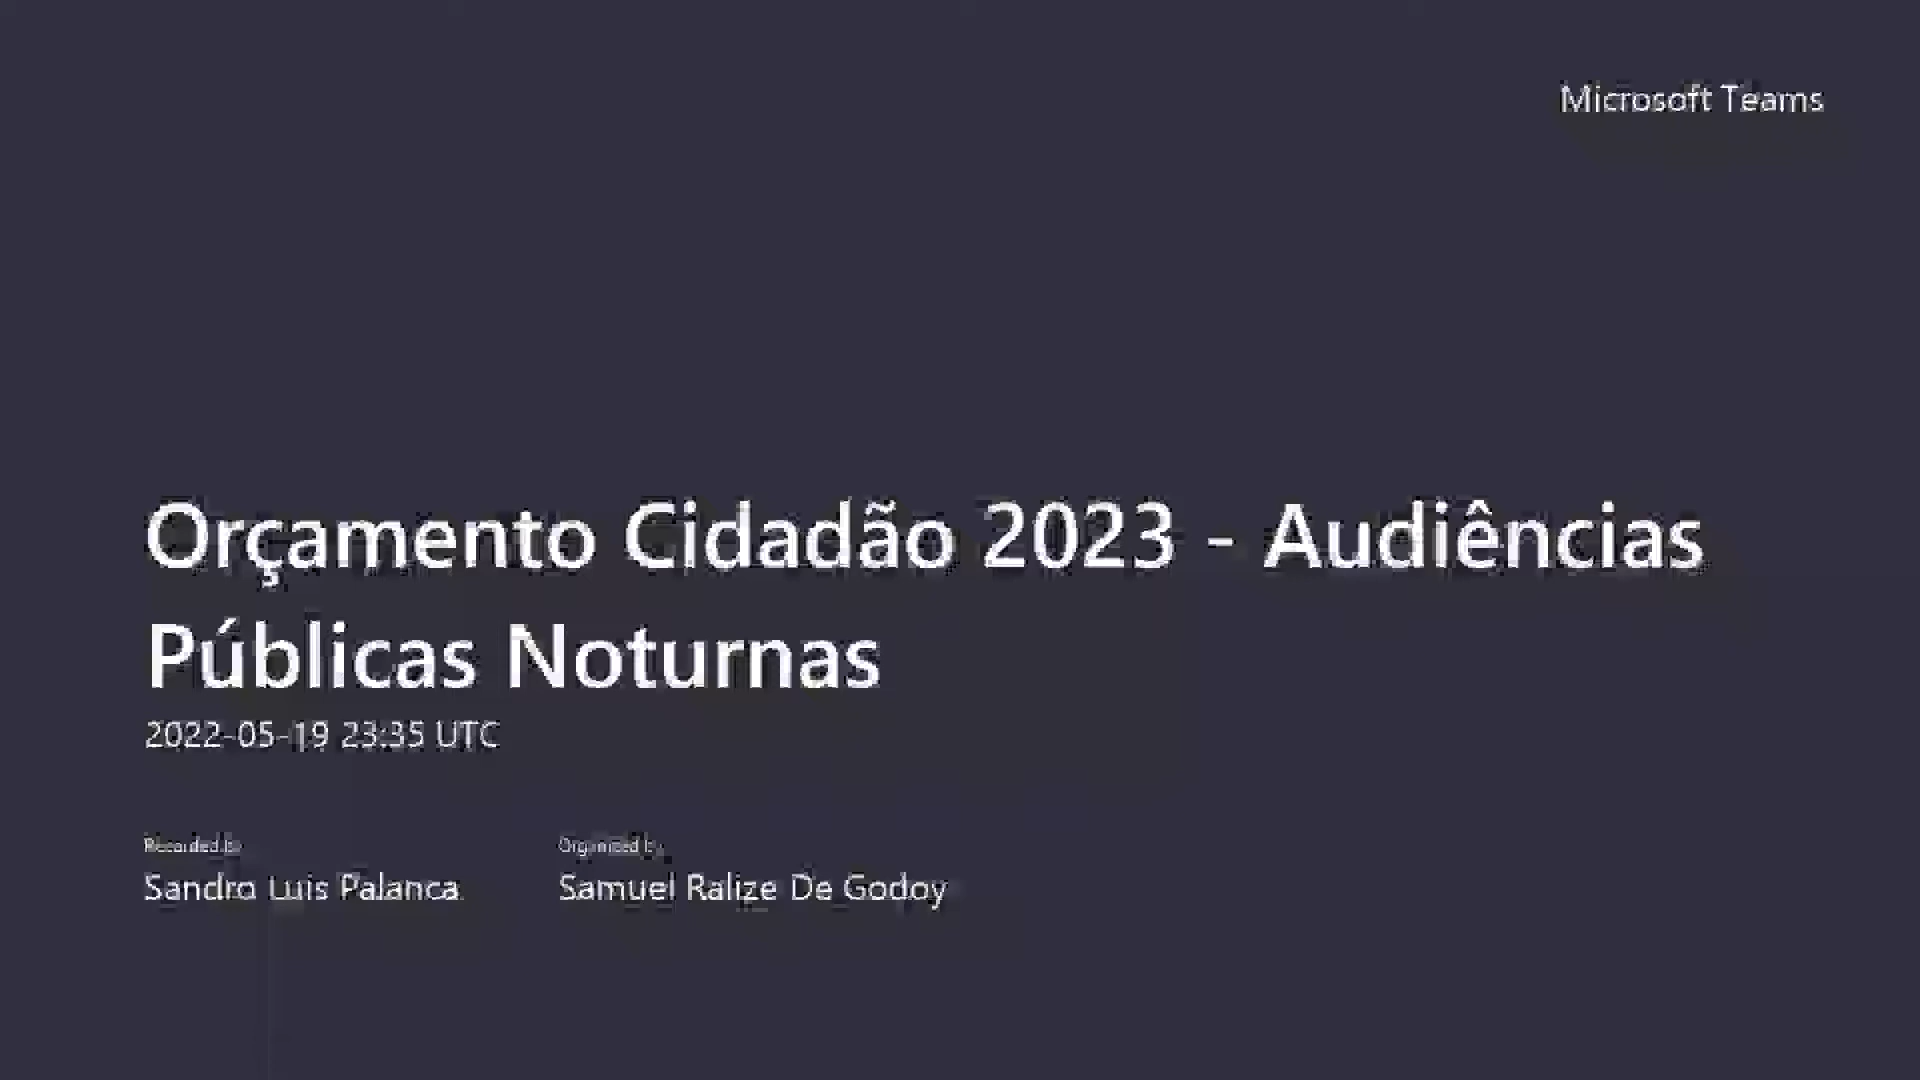 Microsoft Teams
Orçamento Cidadão 2023 - Audiências
Públicas Noturnas
2022-05-19 23:35 UTC
Recorded by
Organized by
Sandro Luis Palanca
Samuel Ralize De Godoy